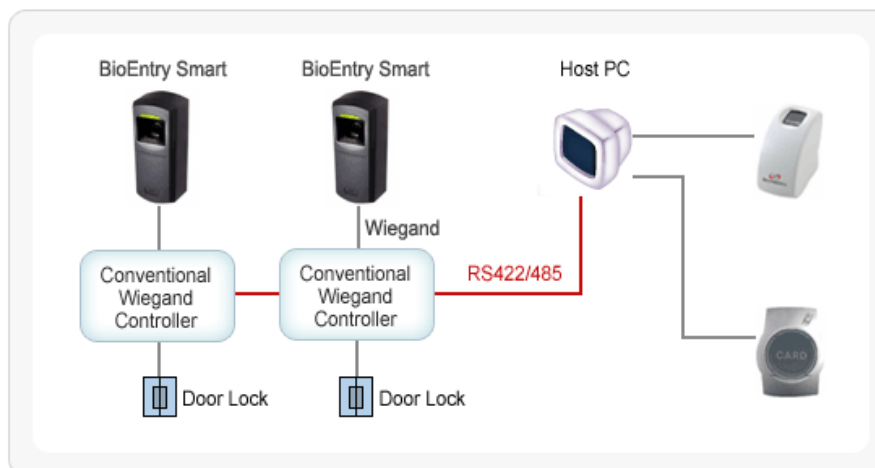 BioEntry Smart
BioEntry Smart
Host PC
Wiegand
Conventional
Wiegand
Controller
Conventional
Wiegand
Controller
RS422/485
CARD
Door Lock
Door Lock